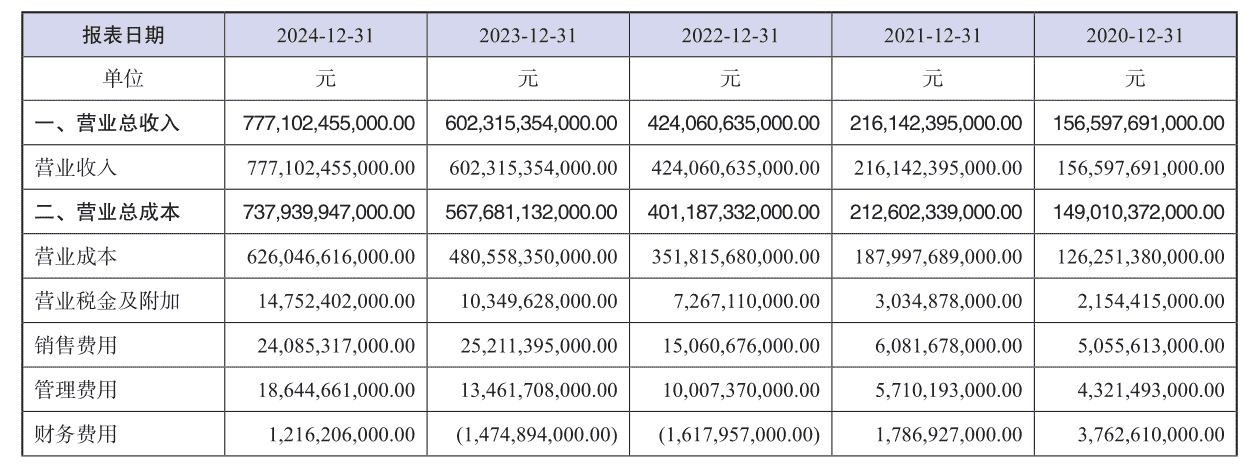 报表日期 2024-12-31 2023-12-31 2022-12-31 2021-12-31 2020-12-31
单位 元 元 元 元 元
一、营业总收入 777,102,455,000.00 602,315,354,000.00 424,060,635,000.00 216,142,395,000.00 156,597,691,000.00
营业收入 777,102,455,000.00 602,315,354,000.00 424,060,635,000.00 216,142,395,000.00 156,597,691,000.00
二、营业总成本 737,939,947,000.00 567,681,132,000.00 401,187,332,000.00 212,602,339,000.00 149,010,372,000.00
营业成本 626,046,616,000.00 480,558,350,000.00 351,815,680,000.00 187,997,689,000.00 126,251,380,000.00
营业税金及附加 14,752,402,000.00 10,349,628,000.00 7,267,110,000.00 3,034,878,000.00 2,154,415,000.00
销售费用 24,085,317,000.00 25,211,395,000.00 15,060,676,000.00 6,081,678,000.00 5,055,613,000.00
管理费用 18,644,661,000.00 13,461,708,000.00 10,007,370,000.00 5,710,193,000.00 4,321,493,000.00
财务费用 1,216,206,000.00 (1,474,894,000.00) (1,617,957,000.00) 1,786,927,000.00 3,762,610,000.00